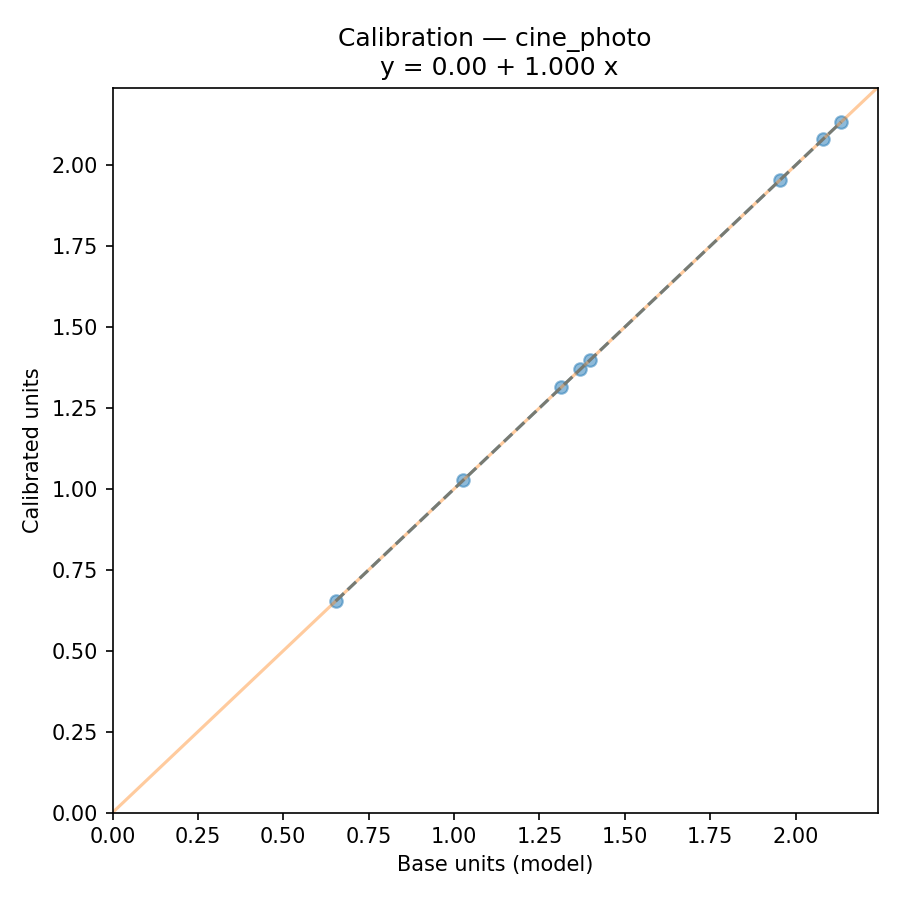 Calibration — cine_photo
y = 0.00 + 1.000 x
Calibrated units
2.00
1.75
1.50
1.25
1.00
0.75
0.50
0.25
0.00
0.00 0.25 0.50 0.75 1.00 1.25 1.50 1.75 2.00
Base units (model)